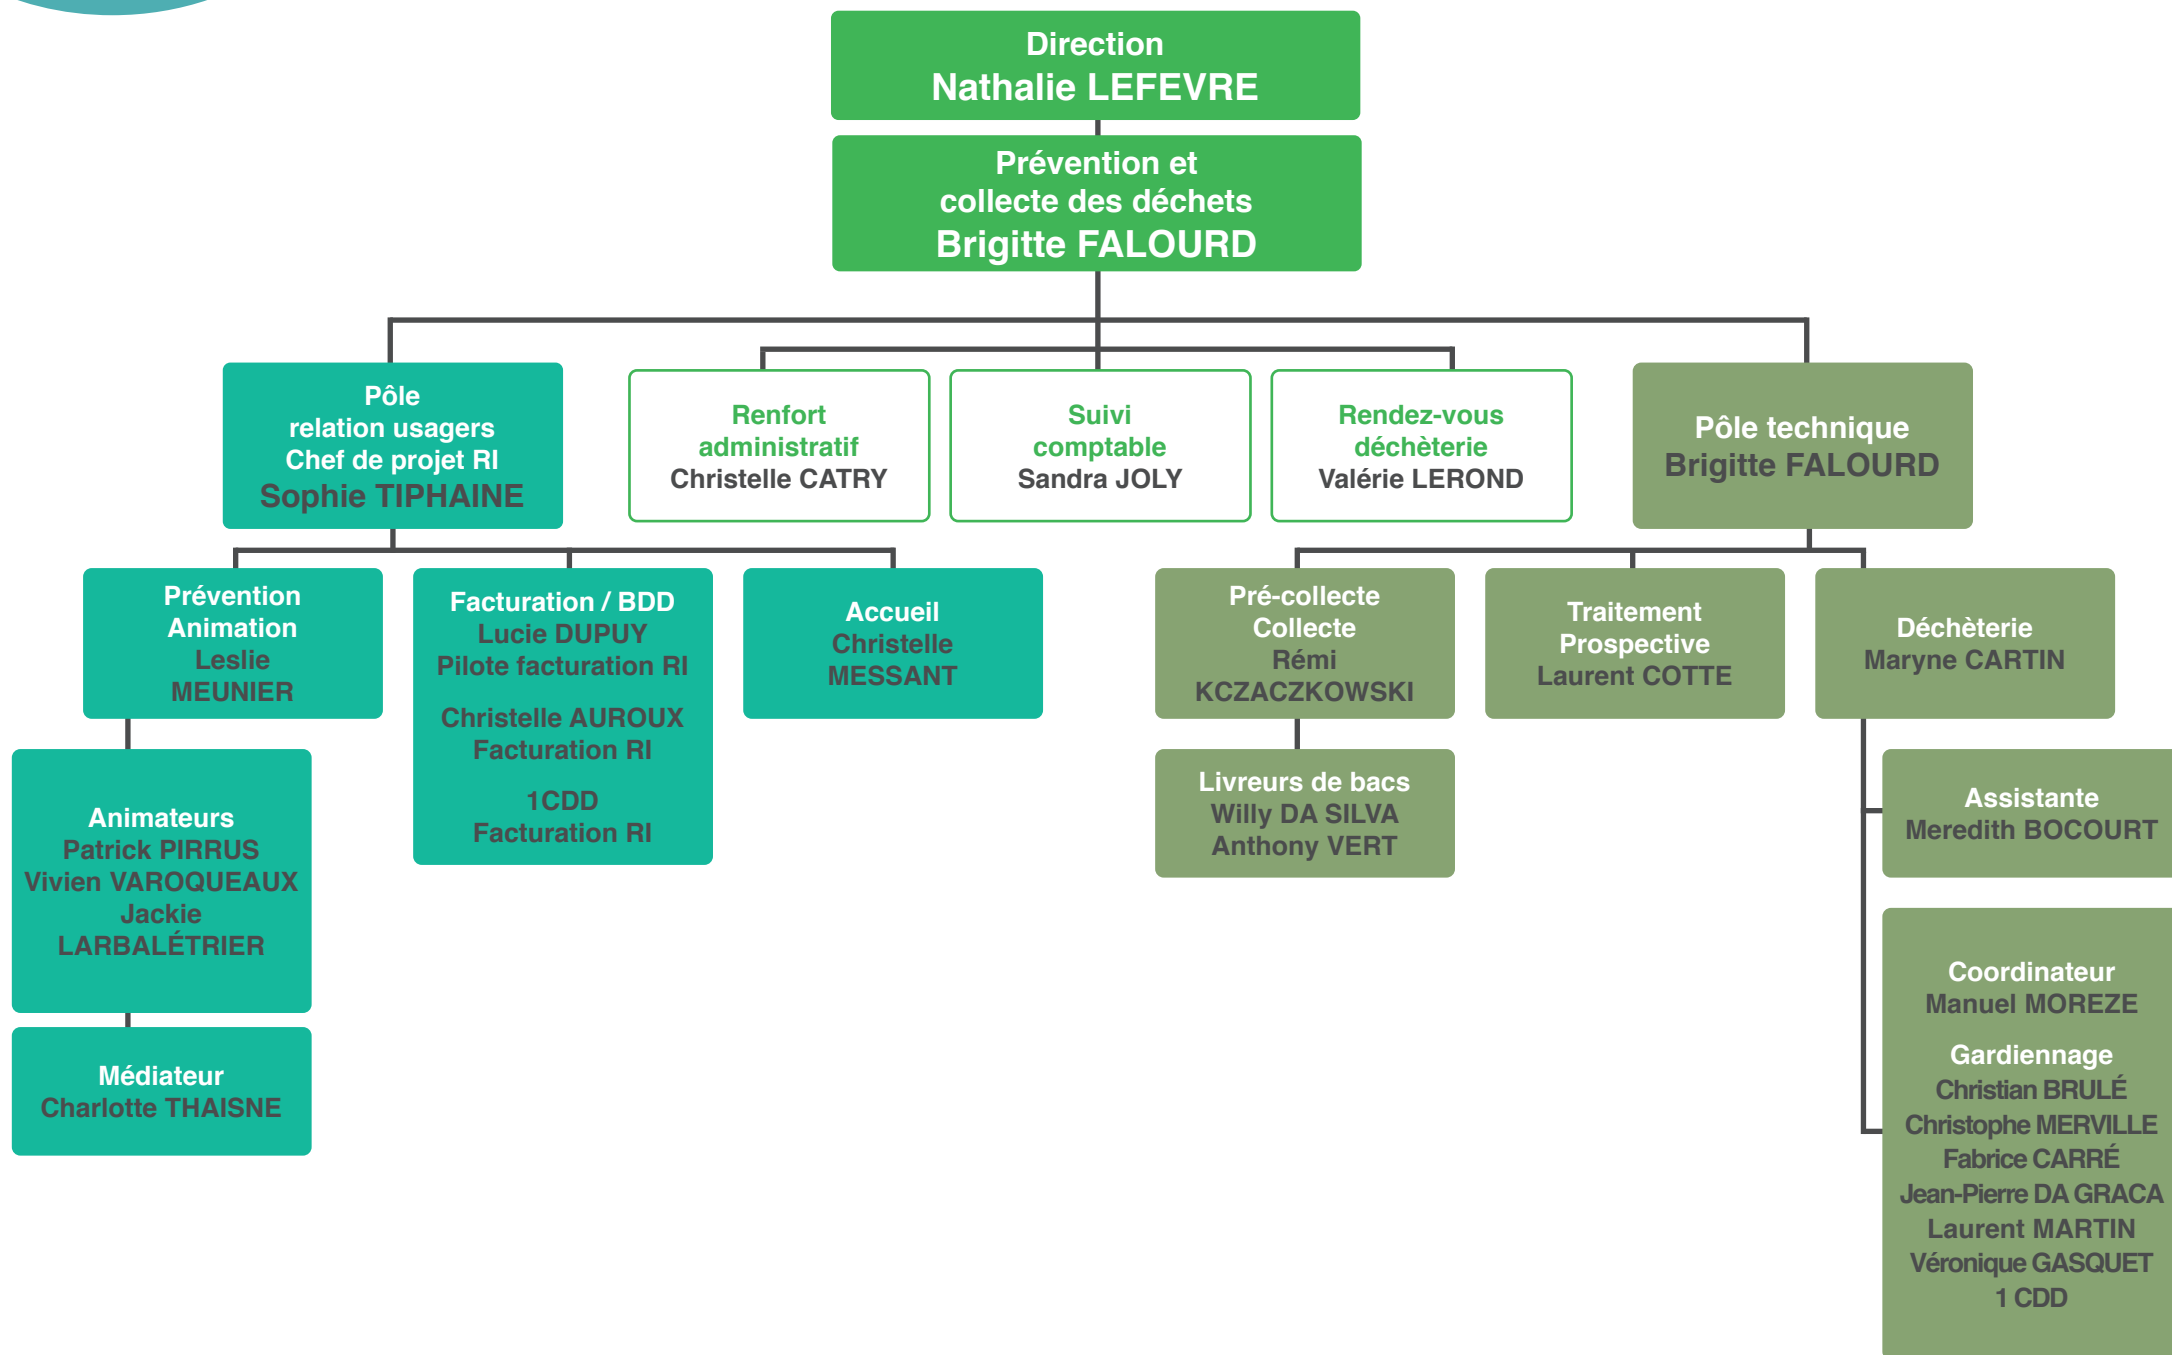 Direction
Nathalie LEFEVRE
Prévention et
collecte des déchets
Brigitte FALOURD
Pôle
relation usagers
Chef de projet RI
Sophie TIPHAINE
Renfort
administratif
Christelle CATRY
Suivi
comptable
Sandra JOLY
Rendez-vous
déchèterie
Valérie LEROND
Pôle technique
Brigitte FALOURD
Prévention
Animation
Leslie
MEUNIER
Facturation / BDD
Lucie DUPUY
Pilote facturation RI
Christelle AUROUX
Facturation RI
1CDD
Facturation RI
Accueil
Christelle
MESSANT
Pré-collecte
Collecte
Rémi
KCZACZKOWSKI
Traitement
Prospective
Laurent COTTE
Déchèterie
Maryne CARTIN
Animateurs
Patrick PIRRUS
Vivien VAROQUEAUX
Jackie
LARBALÉTRIER
Médiateur
Charlotte THAISNE
Livreurs de bacs
Willy DA SILVA
Anthony VERT
Assistante
Meredith BOCOURT
Coordinateur
Manuel MOREZE
Gardiennage
Christian BRULÉ
Christophe MERVILLE
Fabrice CARRÉ
Jean-Pierre DA GRACA
Laurent MARTIN
Véronique GASQUET
1 CDD